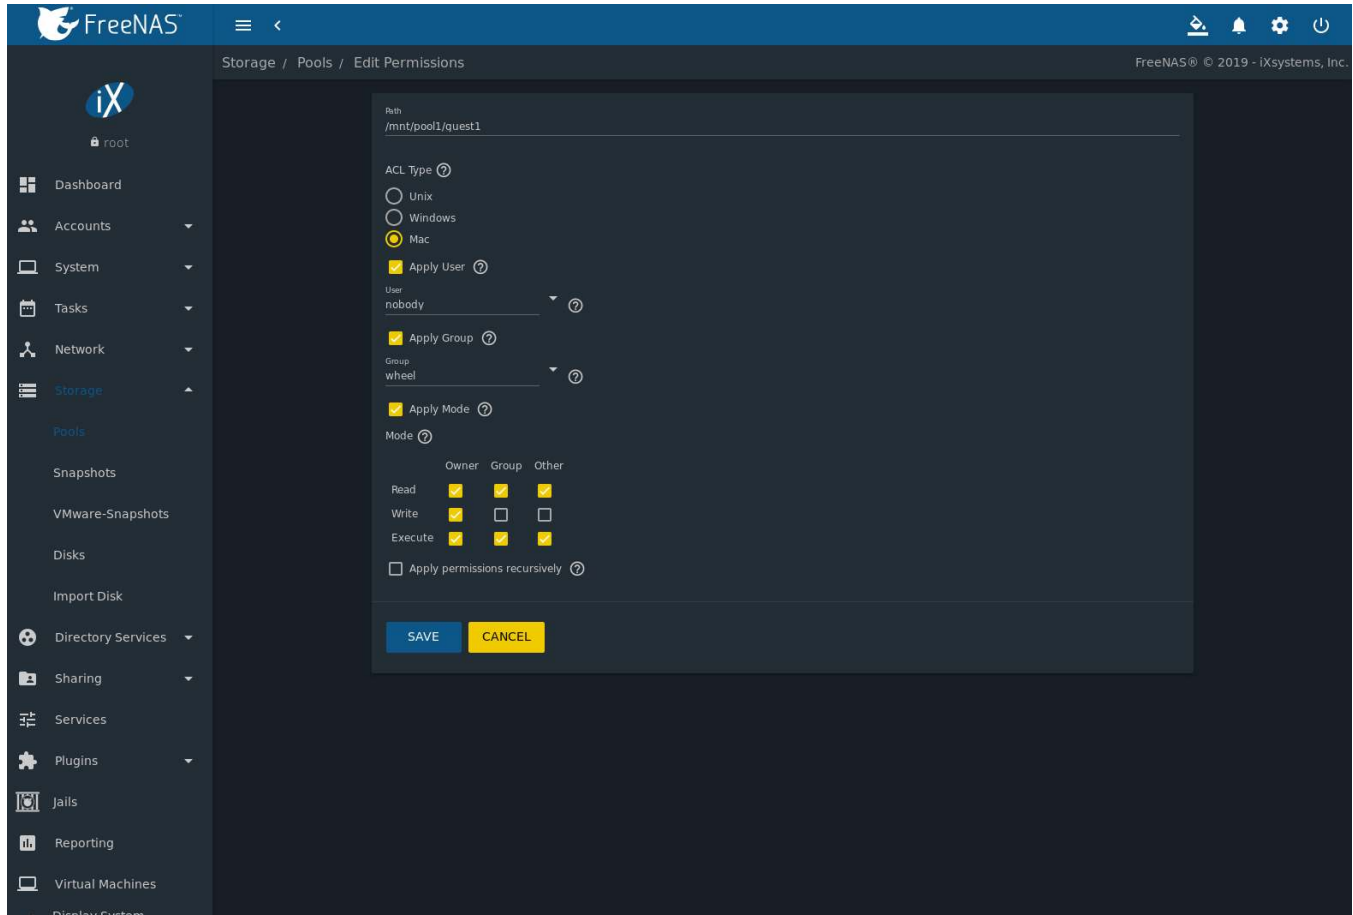 FreeNAS®
Storage / Pools / Edit Permissions
FreeNAS® © 2019 - iXsystems, Inc.
iX
root
Dashboard
Accounts
System
Tasks
Network
Storage
Pools
Snapshots
VMware-Snapshots
Disks
Import Disk
Directory Services
Sharing
Services
Plugins
Jails
Reporting
Virtual Machines
Display System
Path
/mnt/pool1/quest1
ACL Type
Unix
Windows
Mac
Apply User
User
nobody
Apply Group
Group
wheel
Apply Mode
Mode
Owner Group Other
Read
Write
Execute
Apply permissions recursively
SAVE CANCEL